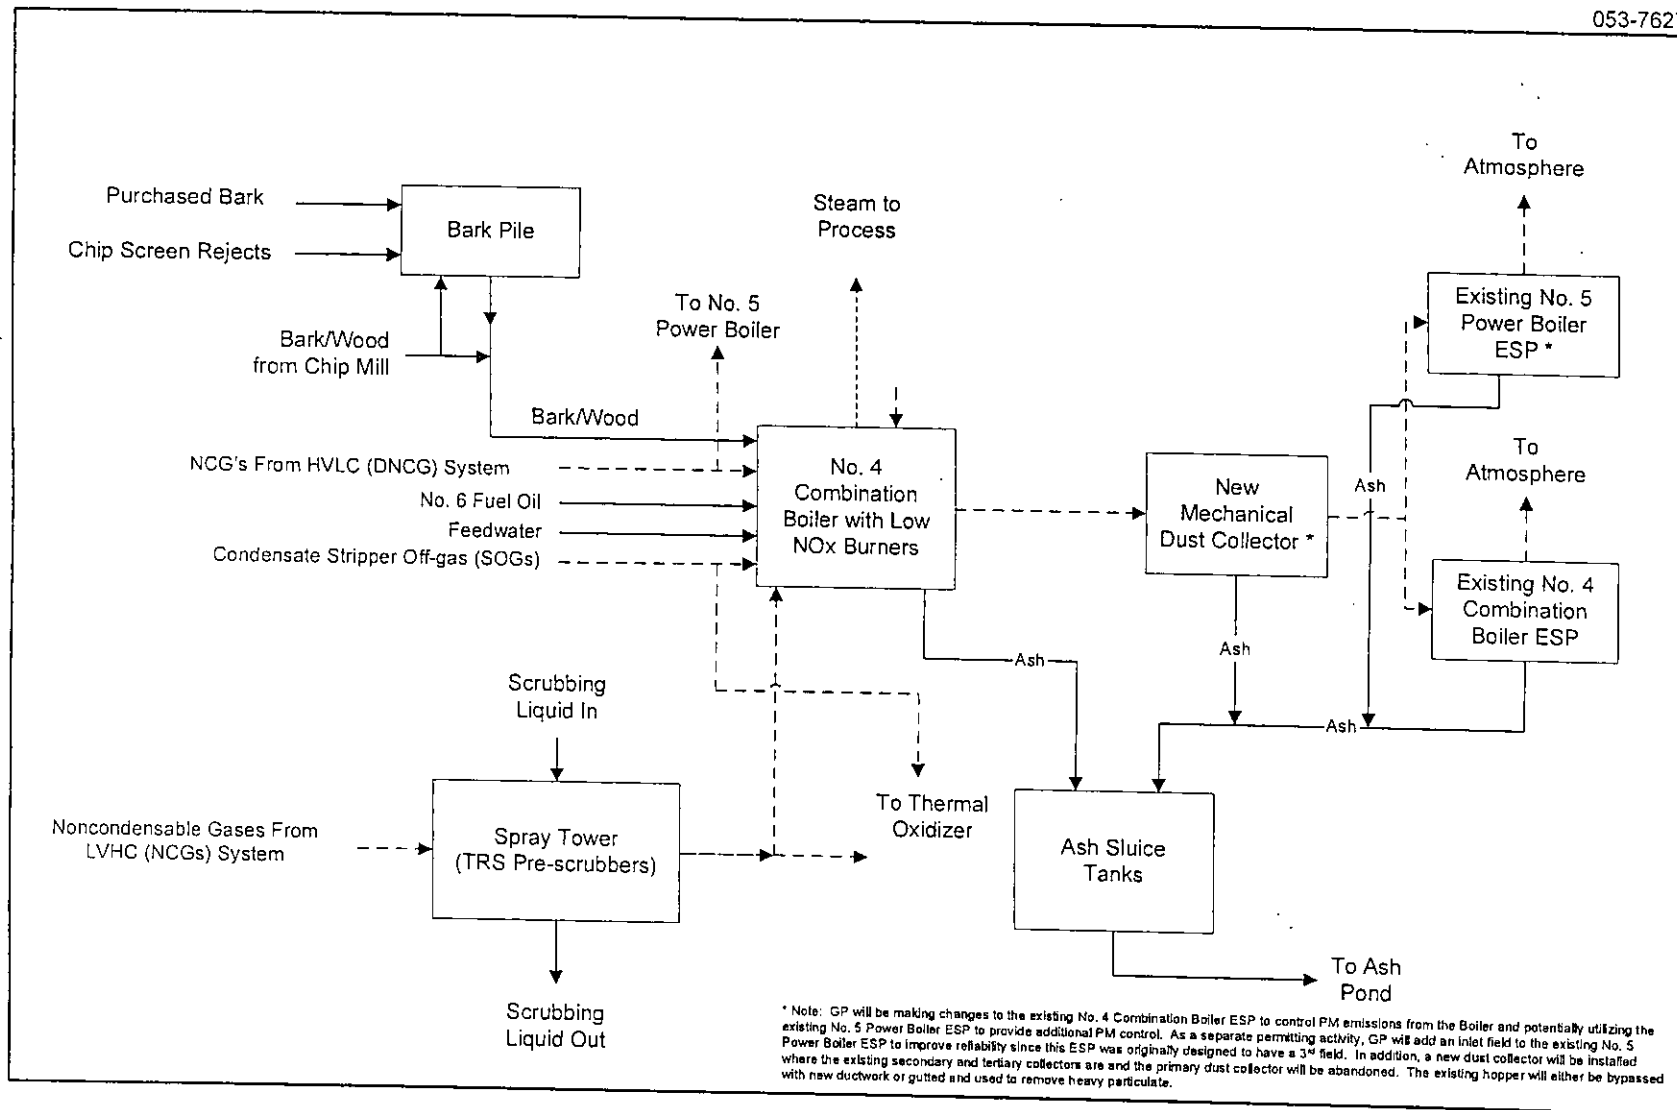 053-762
To
Atmosphere
Purchased Bark
Chip Screen Rejects
Bark Pile
Steam to
Process
Bark/Wood
from Chip Mill
To No. 5
Power Boiler
Existing No. 5
Power Boiler
ESP *
Bark/Wood
NCG's From HVLC (DNCG) System
No. 6 Fuel Oil
Feedwater
Condensate Stripper Off-gas (SOGs)
No. 4
Combination
Boiler with Low
NOx Burners
New
Mechanical
Dust Collector *
Ash
To
Atmosphere
Existing No. 4
Combination
Boiler ESP
Ash
Ash
Ash
Scrubbing
Liquid In
Noncondensable Gases From
LVHC (NCGs) System
Spray Tower
(TRS Pre-scrubbers)
To Thermal
Oxidizer
Ash Sluice
Tanks
To Ash
Pond
Scrubbing
Liquid Out
* Note: GP will be making changes to the existing No. 4 Combination Boiler ESP to control PM emissions from the Boiler and potentially utilizing the
existing No. 5 Power Boiler ESP to provide additional PM control. As a separate permitting activity, GP will add an inlet field to the existing No. 5
Power Boiler ESP to improve reliability since this ESP was originally designed to have a 3rd field. In addition, a new dust collector will be installed
where the existing secondary and tertiary collectors are and the primary dust collector will be abandoned. The existing hopper will either be bypassed
with new ductwork or gutted and used to remove heavy particulate.